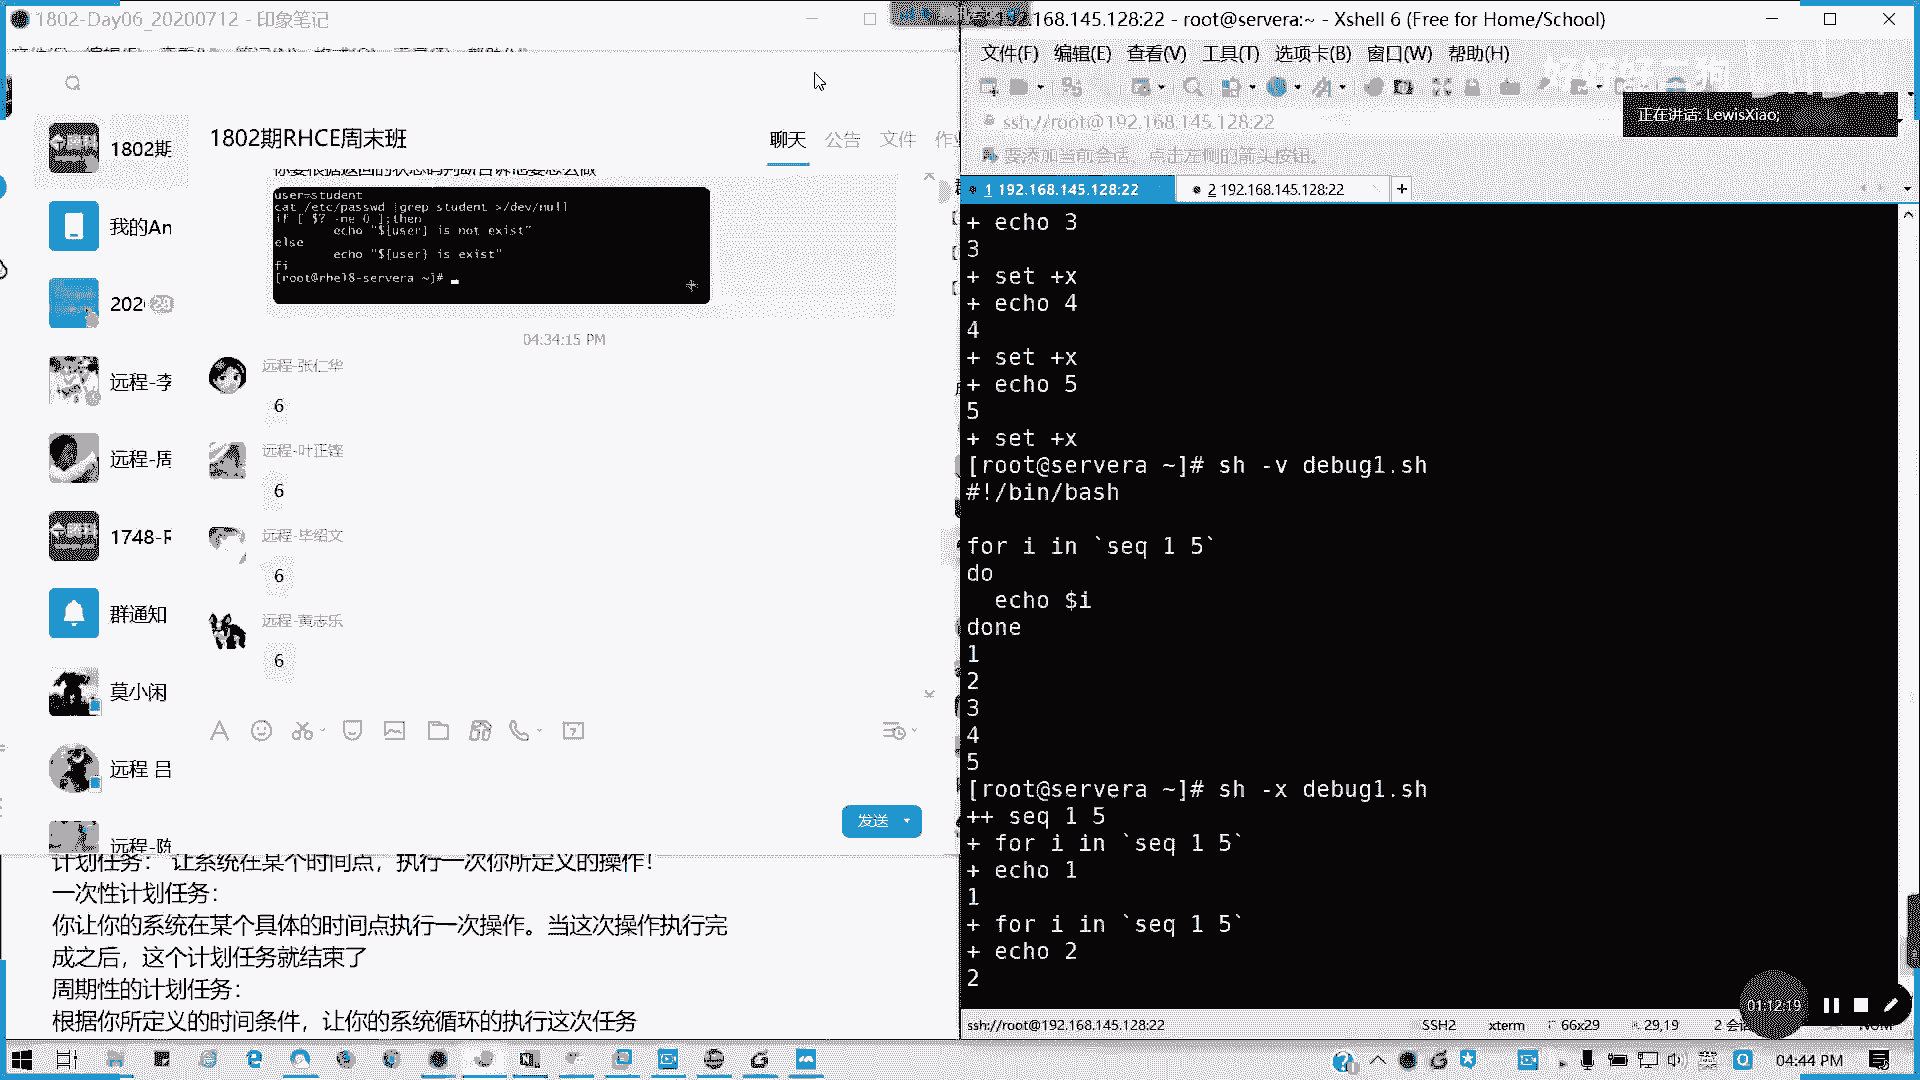 1802-Day06_20200712 - 印象笔记
1802期RHCE周末班
聊天 公告 文件
1802期
我的An
202
远程-李
远程-周
1748-F
群通知
莫小闲
远程 吕
远程-陈
user=student
cat /etc/passwd |grep student >/dev/null
if [ $? -ne 0 ];then
echo "${user} is not exist"
else
echo "${user} is exist"
fi
[root@rhel8-servera ~]#
04:34:15 PM
远程-张仁华
6
远程-叶正铿
6
远程-毕绍文
6
远程-黄志乐
6
发送
计划任务： 让系统在某个时间点，执行一次你所定义的操作！
一次性计划任务：
你让你的系统在某个具体的时间点执行一次操作。当这次操作执行完
成之后，这个计划任务就结束了
周期性的计划任务：
根据你所定义的时间条件，让你的系统循环的执行这次任务
192.168.145.128:22 - root@servera:~ - Xshell 6 (Free for Home/School)
文件(F) 编辑(E) 查看(V) 工具(T) 选项卡(B) 窗口(W) 帮助(H)
正在讲话: LewisXiao;
ssh://root@192.168.145.128:22
要添加当前会话，点击左侧的箭头按钮。
1 192.168.145.128:22
2 192.168.145.128:22
+ echo 3
3
+ set +x
+ echo 4
4
+ set +x
+ echo 5
5
+ set +x
[root@servera ~]# sh -v debug1.sh
#!/bin/bash
for i in `seq 1 5`
do
echo $i
done
1
2
3
4
5
[root@servera ~]# sh -x debug1.sh
++ seq 1 5
+ for i in `seq 1 5`
+ echo 1
1
+ for i in `seq 1 5`
+ echo 2
2
01:12:19
ssh://root@192.168.145.128:22
SSH2
xterm
66x29
29,19
04:44 PM